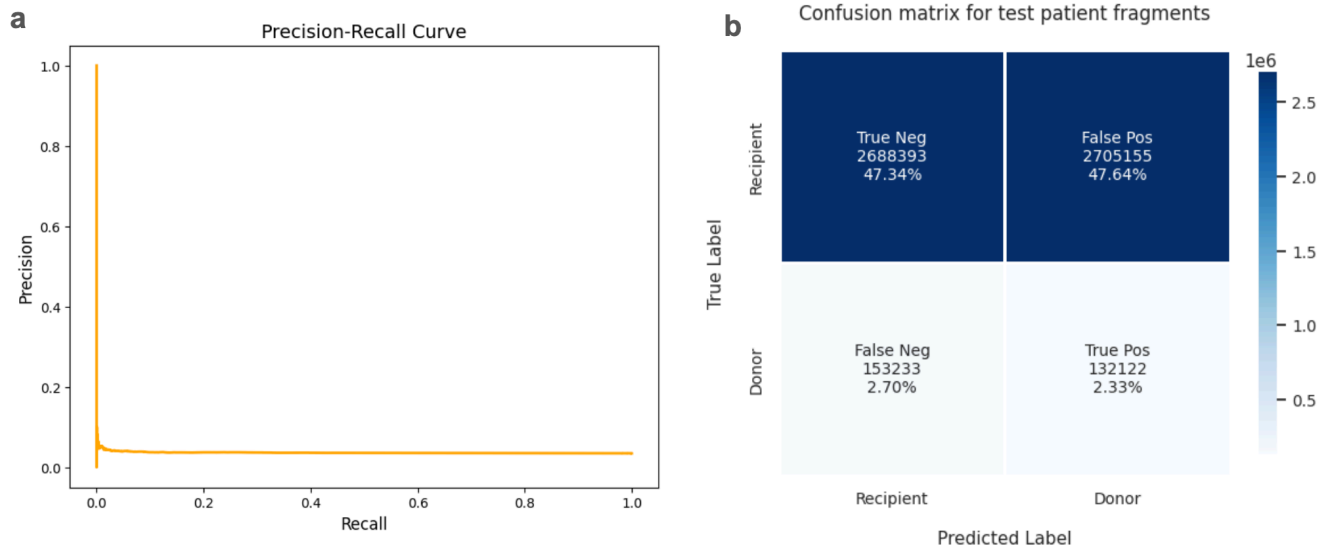 a
Precision-Recall Curve
1.0
0.8
0.6
0.4
0.2
0.0
Precision
0.0 0.2 0.4 0.6 0.8 1.0
Recall
b
Confusion matrix for test patient fragments
True Label
Recipient
Donor
True Neg
2688393
47.34%
False Pos
2705155
47.64%
False Neg
153233
2.70%
True Pos
132122
2.33%
Recipient Donor
Predicted Label
1e6
2.5
2.0
1.5
1.0
0.5